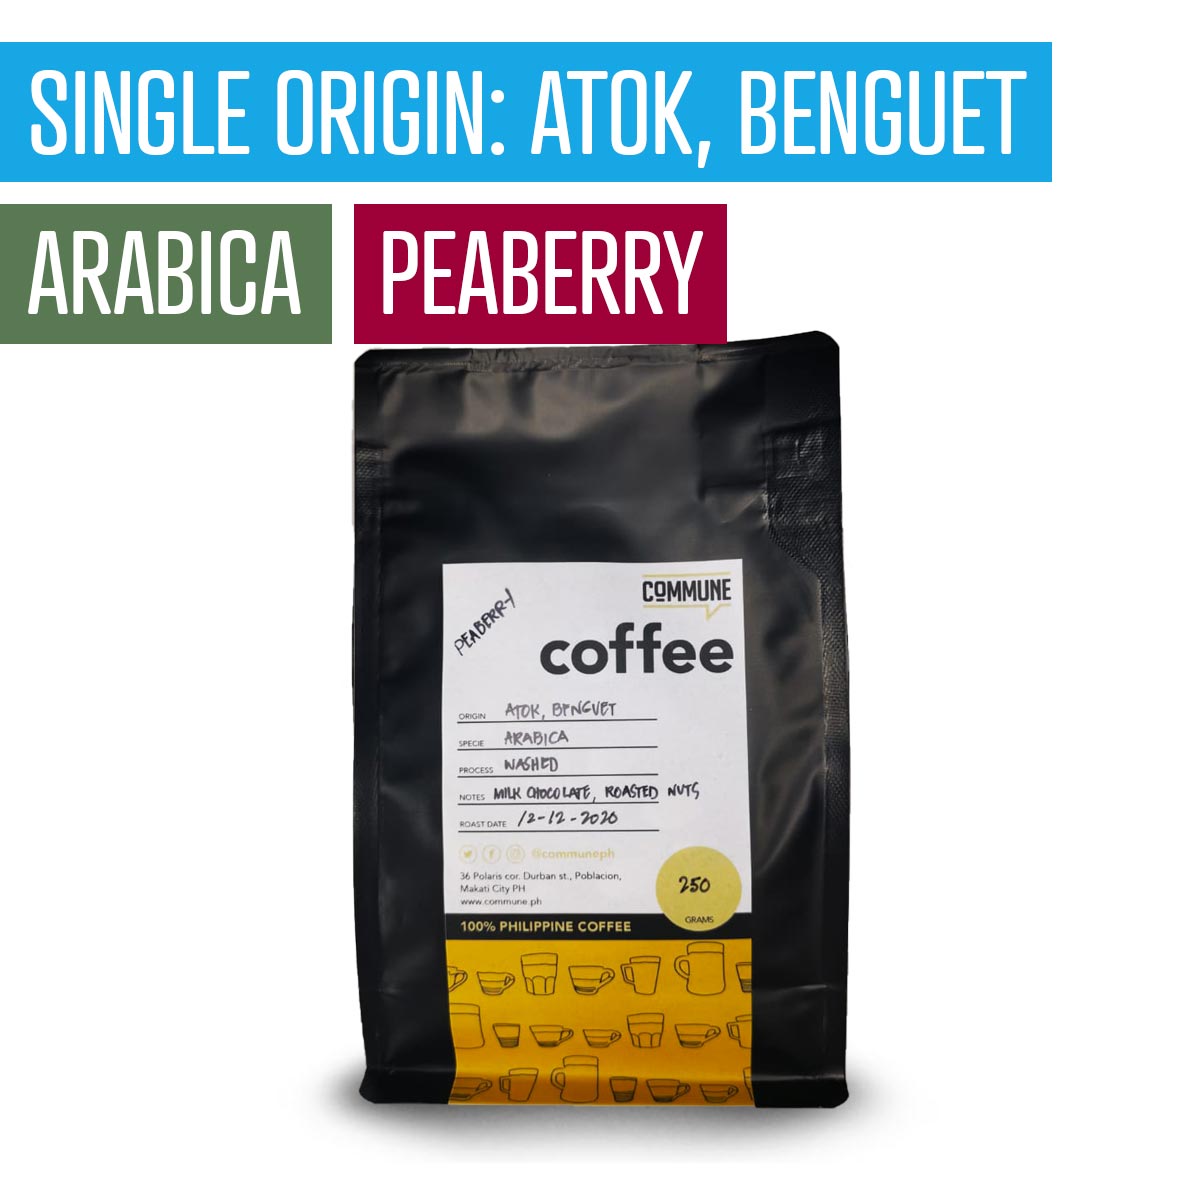 SINGLE ORIGIN: ATOK, BENGUET
ARABICA
PEABERRY
PEABERRY
COMMUNE
coffee
ORIGIN ATOK, BENGUET
SPECIE ARABICA
PROCESS WASHED
NOTES MILK CHOCOLATE, ROASTED NUTS
ROAST DATE 12-12-2020
@communeph
36 Polaris cor. Durban st., Poblacion,
Makati City PH
www.commune.ph
250
GRAMS
100% PHILIPPINE COFFEE